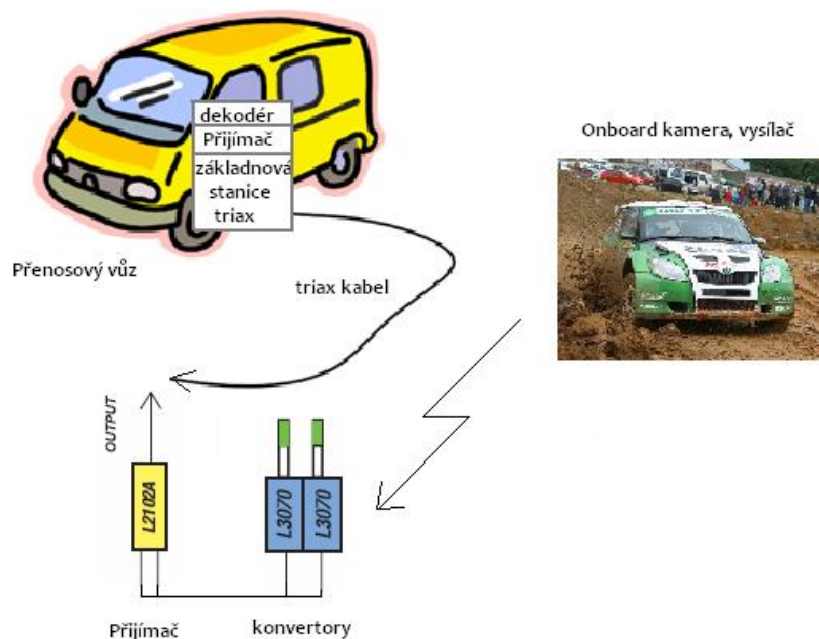 dekodér
Přijímač
základnová
stanice
triax
Onboard kamera, vysílač
Přenosový vůz
triax kabel
OUTPUT
L2102A
L3070
L3070
Přijímač
konvertory